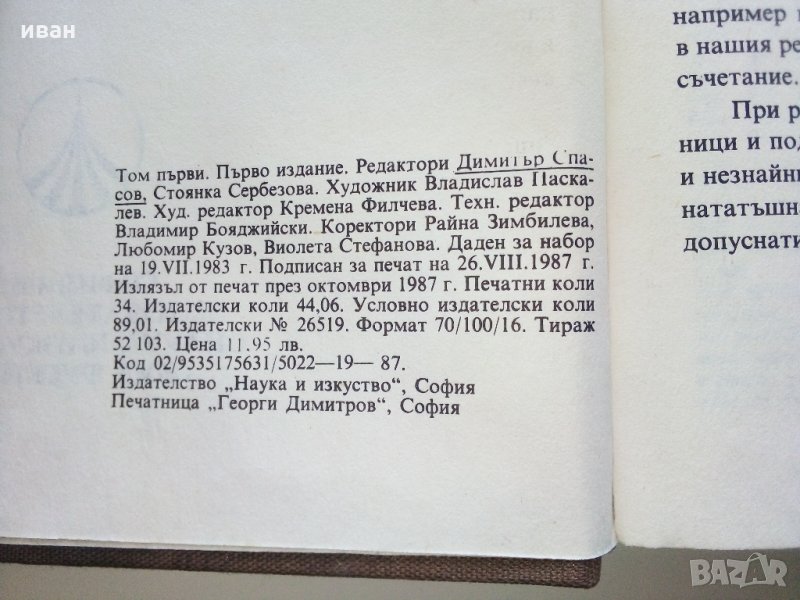 иван
Том първи. Първо издание. Редактори Димитър Спа-
сов, Стоянка Сербезова. Художник Владислав Паска-
лев. Худ. редактор Кремена Филчева. Техн. редактор
Владимир Бояджийски. Коректори Райна Зимбилева,
Любомир Кузов, Виолета Стефанова. Даден за набор
на 19.VII.1983 г. Подписан за печат на 26.VIII.1987 г.
Излязъл от печат през октомври 1987 г. Печатни коли
34. Издателски коли 44,06. Условно издателски коли
89,01. Издателски № 26519. Формат 70/100/16. Тираж
52 103. Цена 11.95 лв.
Код 02/9535175631/5022—19— 87.
Издателство „Наука и изкуство“, София
Печатница „Георги Димитров“, София
например
в нашия ре
съчетание.
При р
ници и под
и незнайни
нататъшна
допуснати
BAZAR